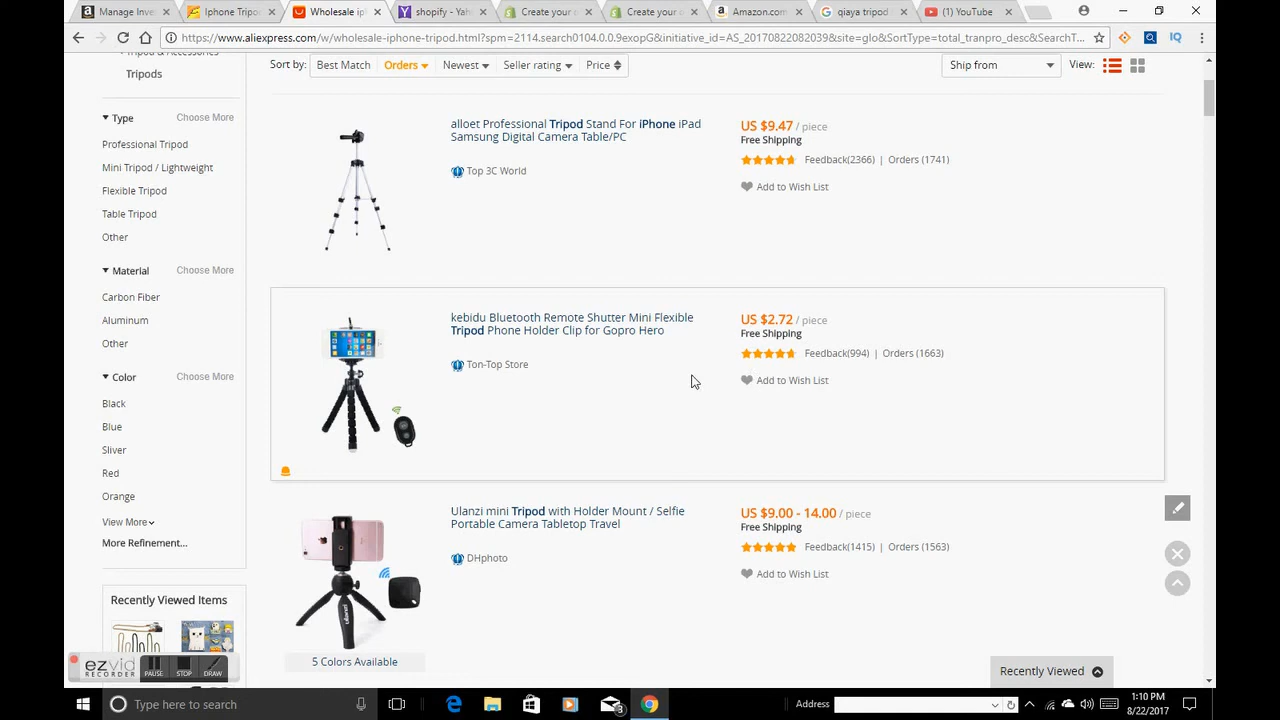 Manage Inve
Iphone Tripo
Wholesale ip
shopify - Yah
Create your
Create your
Amazon.com
qiaya tripod
(1) YouTube
https://www.aliexpress.com/w/wholesale-iphone-tripod.html?spm=2114.search0104.0.0.9exopG&initiative_id=AS_20170822082039&site=glo&SortType=total_tranpro_desc&SearchT...
Tripods
Sort by: Best Match Orders Newest Seller rating Price Ship from View:
Type Choose More
Professional Tripod
Mini Tripod / Lightweight
Flexible Tripod
Table Tripod
Other
Material Choose More
Carbon Fiber
Aluminum
Other
Color Choose More
Black
Blue
Sliver
Red
Orange
View More
More Refinement...
Recently Viewed Items
alloet Professional Tripod Stand For iPhone iPad
Samsung Digital Camera Table/PC
Top 3C World
US $9.47 / piece
Free Shipping
Feedback(2366) | Orders (1741)
Add to Wish List
kebidu Bluetooth Remote Shutter Mini Flexible
Tripod Phone Holder Clip for Gopro Hero
Ton-Top Store
US $2.72 / piece
Free Shipping
Feedback(994) | Orders (1663)
Add to Wish List
Ulanzi mini Tripod with Holder Mount / Selfie
Portable Camera Tabletop Travel
DHphoto
US $9.00 - 14.00 / piece
Free Shipping
Feedback(1415) | Orders (1563)
Add to Wish List
5 Colors Available
Recently Viewed
ezvid
RECORDER
PAUSE STOP DRAW
Type here to search
Address
1:10 PM
8/22/2017